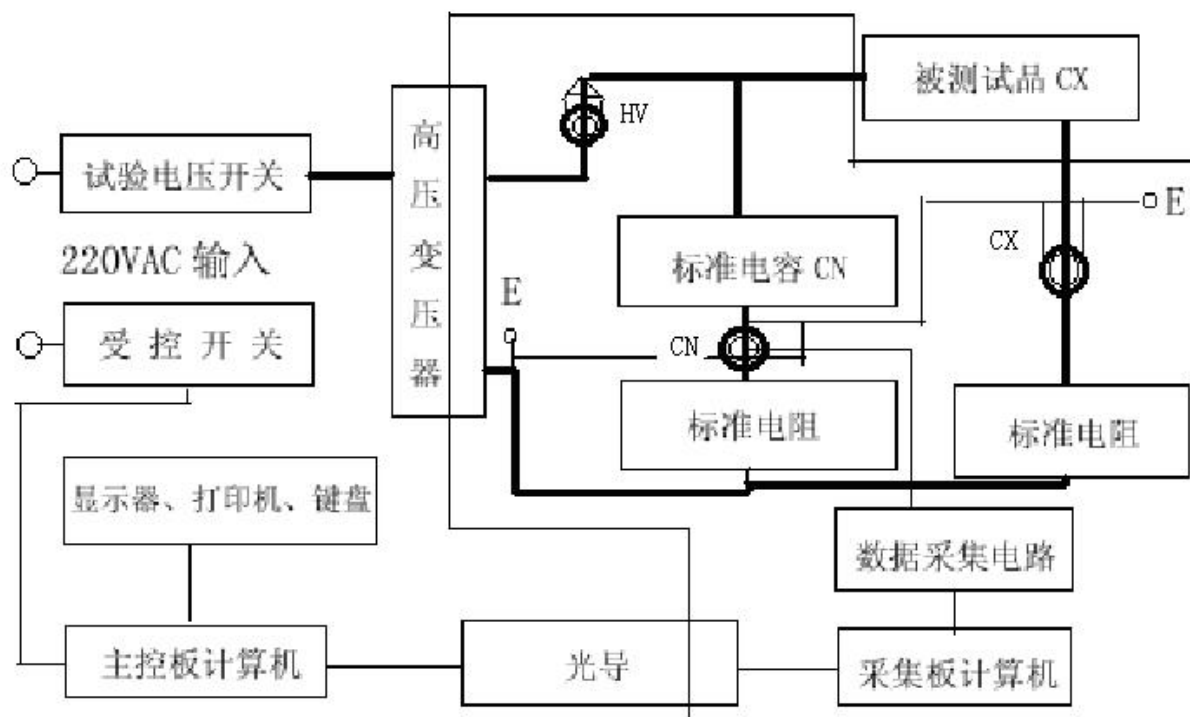 被测试品 CX
HV
高压变压器
试验电压开关
E
CX
220VAC 输入
标准电容 CN
E
受 控 开 关
CN
标准电阻
标准电阻
显示器、打印机、键盘
数据采集电路
主控板计算机
光导
采集板计算机